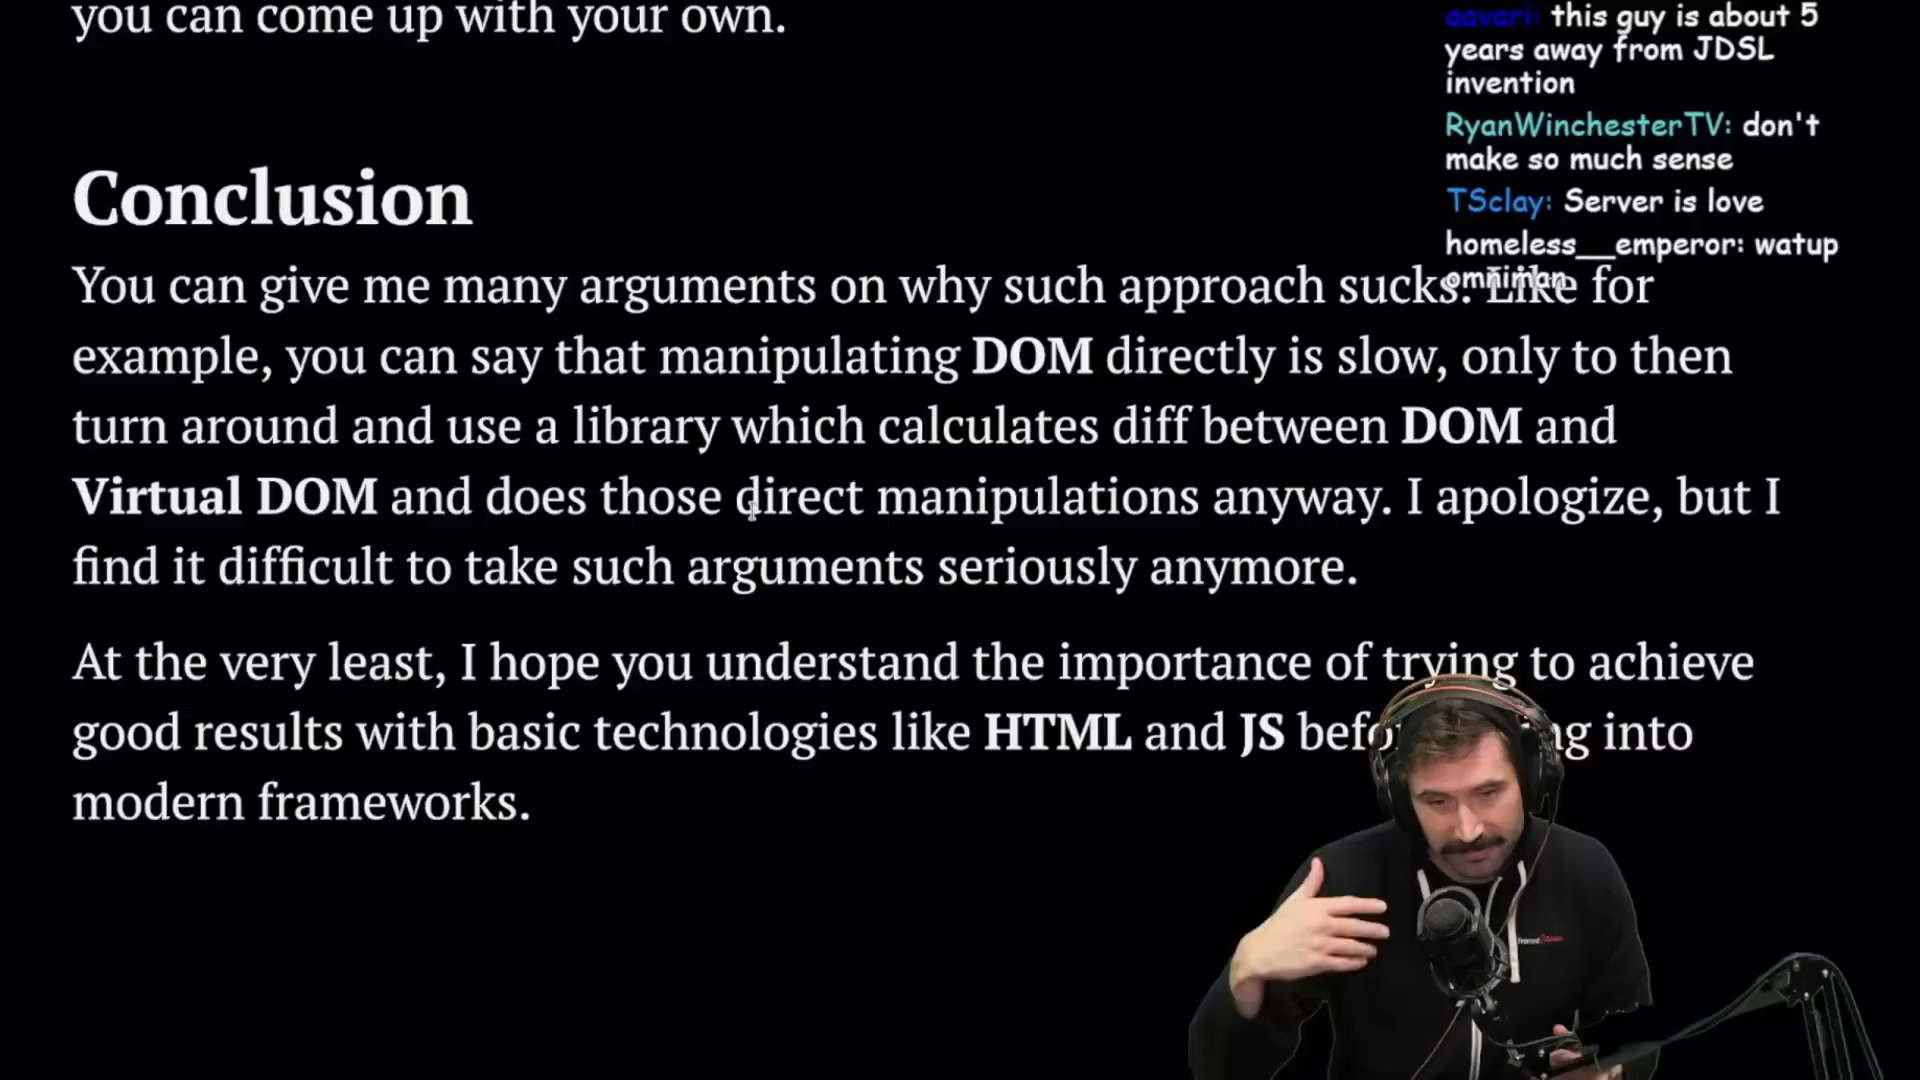 you can come up with your own.
Conclusion
You can give me many arguments on why such approach sucks. Like for
example, you can say that manipulating DOM directly is slow, only to then
turn around and use a library which calculates diff between DOM and
Virtual DOM and does those direct manipulations anyway. I apologize, but I
find it difficult to take such arguments seriously anymore.
At the very least, I hope you understand the importance of trying to achieve
good results with basic technologies like HTML and JS into
modern frameworks.
aavari: this guy is about 5
years away from JDSL
invention
RyanWinchesterTV: don't
make so much sense
TSclay: Server is love
homeless__emperor: watup
omniman